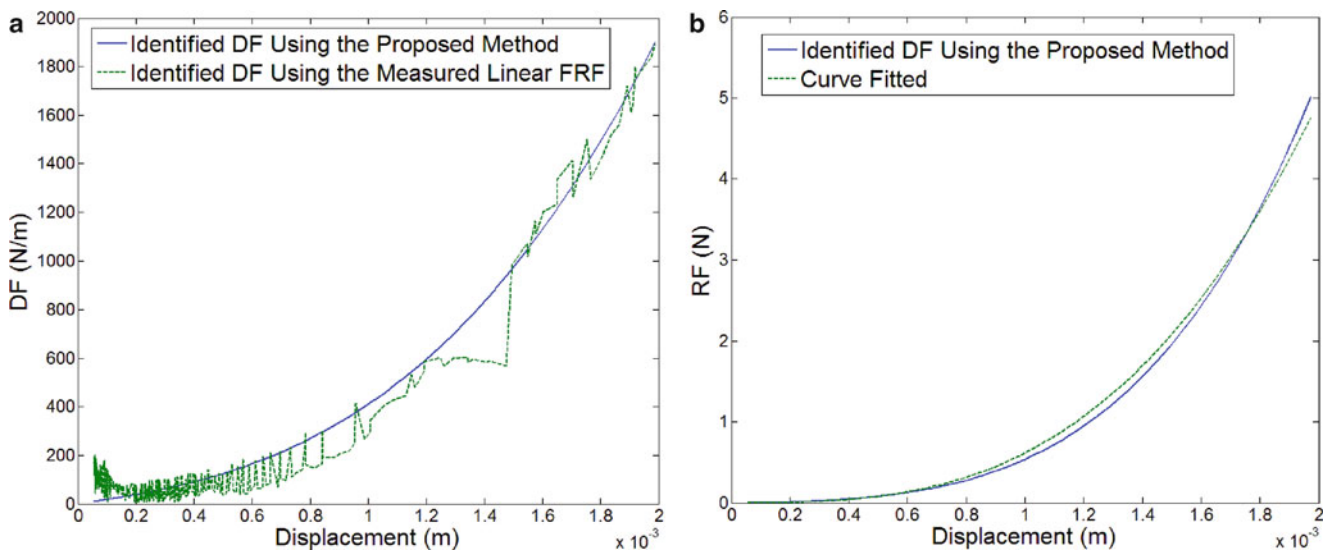 a
Identified DF Using the Proposed Method
Identified DF Using the Measured Linear FRF
DF (N/m)
2000
1800
1600
1400
1200
1000
800
600
400
200
0
0 0.2 0.4 0.6 0.8 1 1.2 1.4 1.6 1.8 2
Displacement (m)
x 10⁻³
b
Identified DF Using the Proposed Method
Curve Fitted
RF (N)
6
5
4
3
2
1
0
0.2 0.4 0.6 0.8 1 1.2 1.4 1.6 1.8 2
Displacement (m)
x 10⁻³